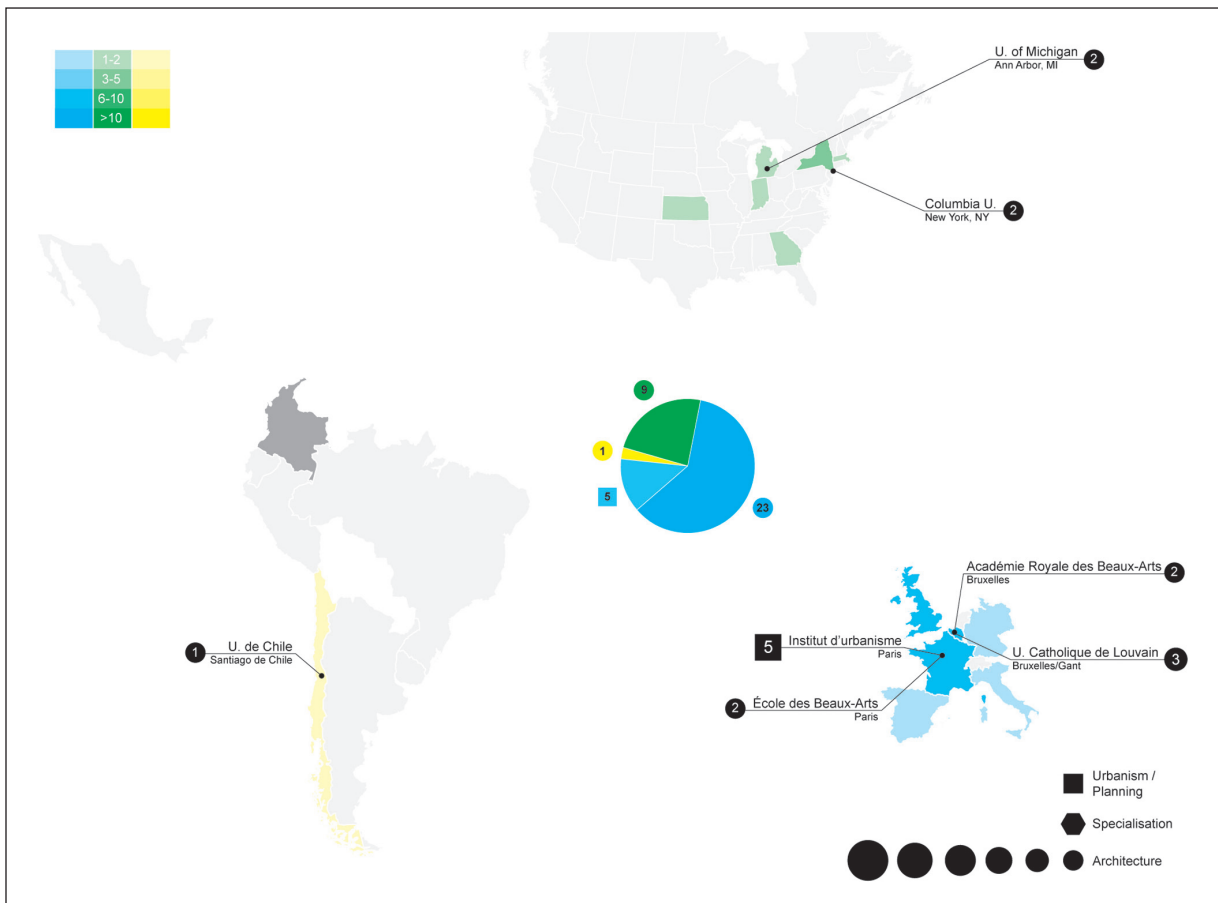 1-2
3-5
6-10
>10
U. of Michigan
Ann Arbor, MI
2
Columbia U.
New York, NY
2
9
1
5
23
Académie Royale des Beaux-Arts
Bruxelles
2
5
Institut d'urbanisme
Paris
U. Catholique de Louvain
Bruxelles/Gant
3
1
U. de Chile
Santiago de Chile
2
École des Beaux-Arts
Paris
Urbanism /
Planning
Specialisation
Architecture